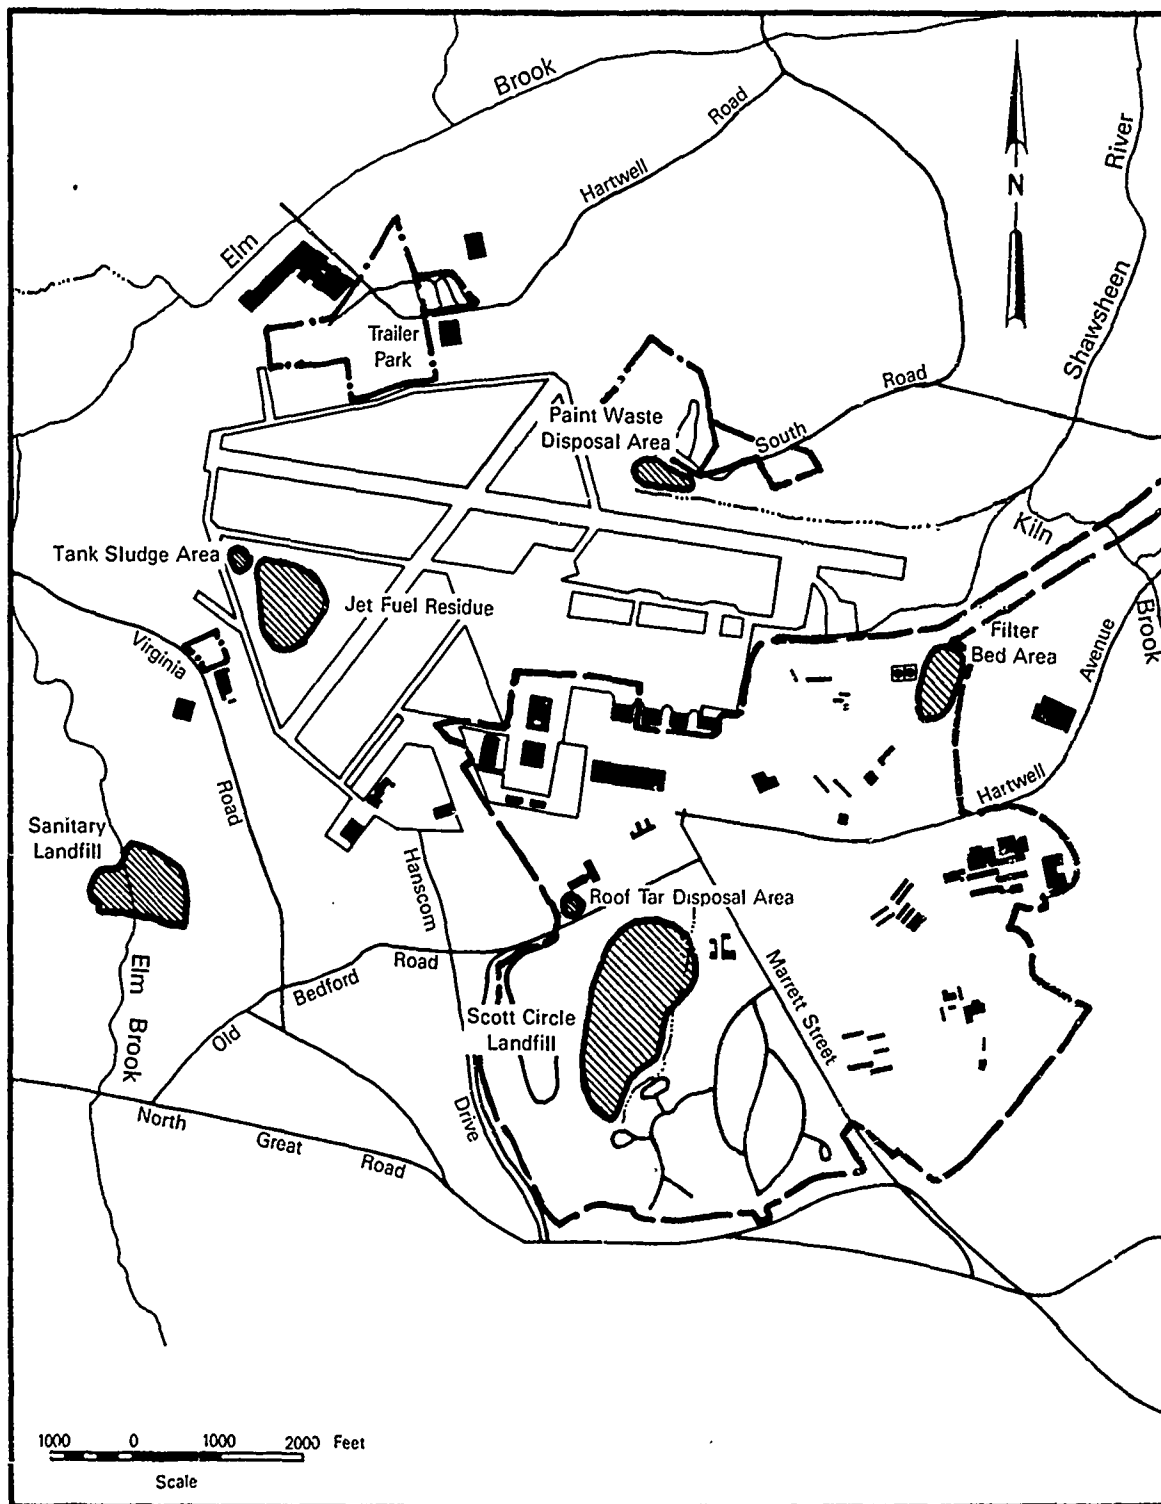 Brook
Road
River
Hartwell
N
Elm
Shawsheen
Trailer
Park
Road
Paint Waste
Disposal Area
South
Kiln
Tank Sludge Area
Jet Fuel Residue
Brook
Filter
Bed Area
Avenue
Virginia
Road
Hartwell
Sanitary
Landfill
Hanscom
Roof Tar Disposal Area
Elm Brook
Road
Bedford
Old
Marrett Street
Scott Circle
Landfill
Drive
North
Great
Road
1000 0 1000 2000 Feet
Scale